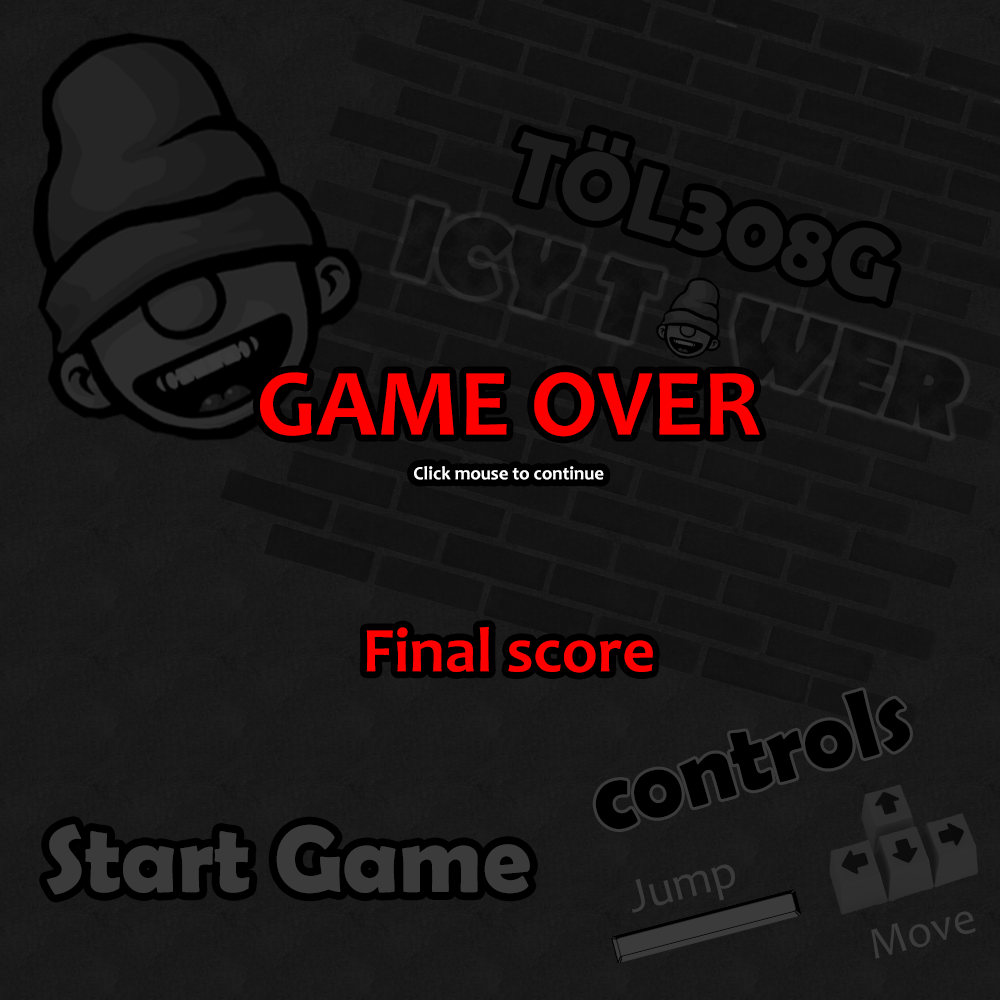 TÖL308G
ICY TOWER
GAME OVER
Click mouse to continue
Final score
controls
Start Game
Jump
Move